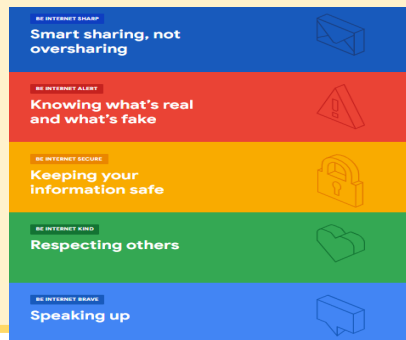 BE INTERNET SHARP
Smart sharing, not
oversharing
BE INTERNET ALERT
Knowing what's real
and what's fake
BE INTERNET SECURE
Keeping your
information safe
BE INTERNET KIND
Respecting others
BE INTERNET BRAVE
Speaking up